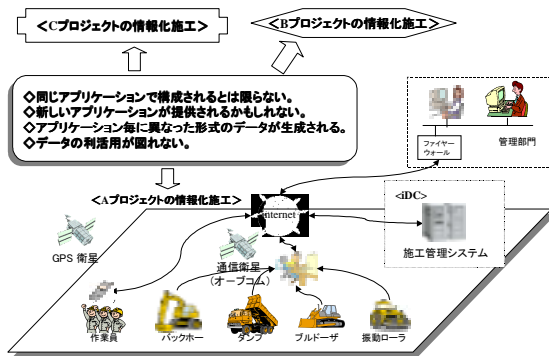 ＜Cプロジェクトの情報化施工＞
＜Bプロジェクトの情報化施工＞
◇同じアプリケーションで構成されるとは限らない。
◇新しいアプリケーションが提供されるかもしれない。
◇アプリケーション毎に異なった形式のデータが生成される。
◇データの利活用が図れない。
ファイヤー
ウォール
管理部門
＜Aプロジェクトの情報化施工＞
<iDC>
Internet
施工管理システム
GPS 衛星
通信衛星
(オーブコム)
作業員
バックホー
ダンプ
ブルドーザ
振動ローラ